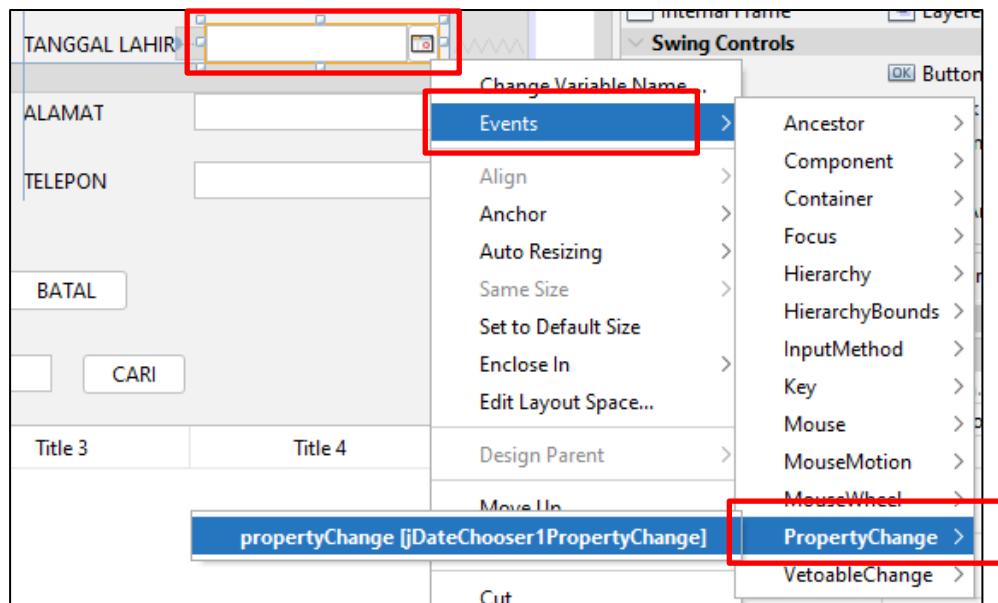 Internal Frame
Layere
TANGGAL LAHIR
Swing Controls
OK Button
Change Variable Name ...
ALAMAT
Events
Ancestor
Component
TELEPON
Align
Container
Anchor
Focus
Auto Resizing
Hierarchy
BATAL
Same Size
HierarchyBounds
Set to Default Size
InputMethod
CARI
Enclose In
Key
Edit Layout Space...
Mouse
Title 3
Title 4
Design Parent
MouseMotion
Move Up
MouseWheel
propertyChange [jDateChooser1PropertyChange]
PropertyChange
VetoableChange
Cut